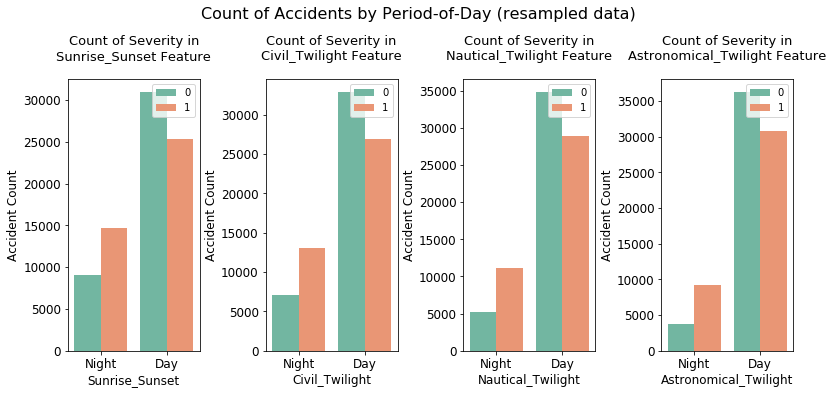 Count of Accidents by Period-of-Day (resampled data)
Count of Severity in
Sunrise_Sunset Feature
0
1
Accident Count
30000
25000
20000
15000
10000
5000
0
Night Day
Sunrise_Sunset
Count of Severity in
Civil_Twilight Feature
0
1
Accident Count
30000
25000
20000
15000
10000
5000
0
Night Day
Civil_Twilight
Count of Severity in
Nautical_Twilight Feature
0
1
Accident Count
35000
30000
25000
20000
15000
10000
5000
0
Night Day
Nautical_Twilight
Count of Severity in
Astronomical_Twilight Feature
0
1
Accident Count
35000
30000
25000
20000
15000
10000
5000
0
Night Day
Astronomical_Twilight